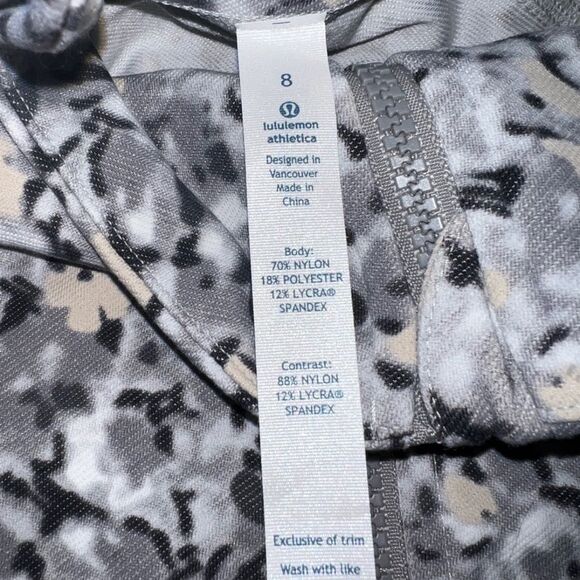 8
lululemon
athletica
Designed in
Vancouver
Made in
China
Body:
70% NYLON
18% POLYESTER
12% LYCRA®
SPANDEX
Contrast:
88% NYLON
12% LYCRA®
SPANDEX
Exclusive of trim
Wash with like